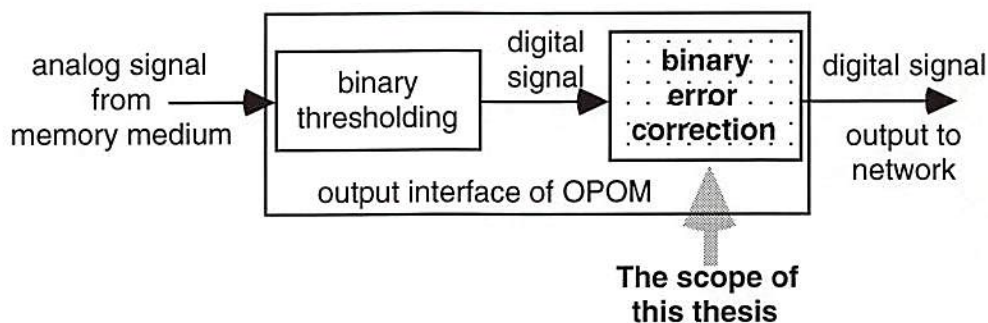 analog signal
from
memory medium
binary
thresholding
digital
signal
binary
error
correction
digital signal
output to
network
output interface of OPOM
The scope of
this thesis